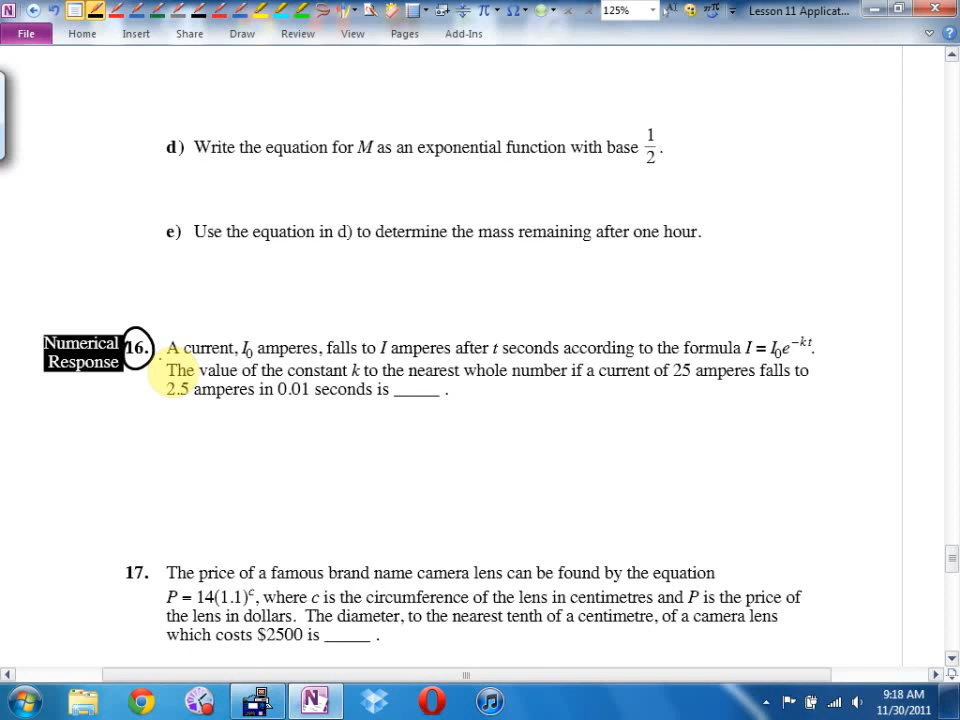 125%
Lesson 11 Applicat...
File Home Insert Share Draw Review View Pages Add-Ins
d) Write the equation for M as an exponential function with base 1/2.
e) Use the equation in d) to determine the mass remaining after one hour.
Numerical Response
16. A current, I₀ amperes, falls to I amperes after t seconds according to the formula I = I₀e⁻ᵏᵗ.
The value of the constant k to the nearest whole number if a current of 25 amperes falls to
2.5 amperes in 0.01 seconds is _____ .
17. The price of a famous brand name camera lens can be found by the equation
P = 14(1.1)ᶜ, where c is the circumference of the lens in centimetres and P is the price of
the lens in dollars. The diameter, to the nearest tenth of a centimetre, of a camera lens
which costs $2500 is _____ .
9:18 AM
11/30/2011